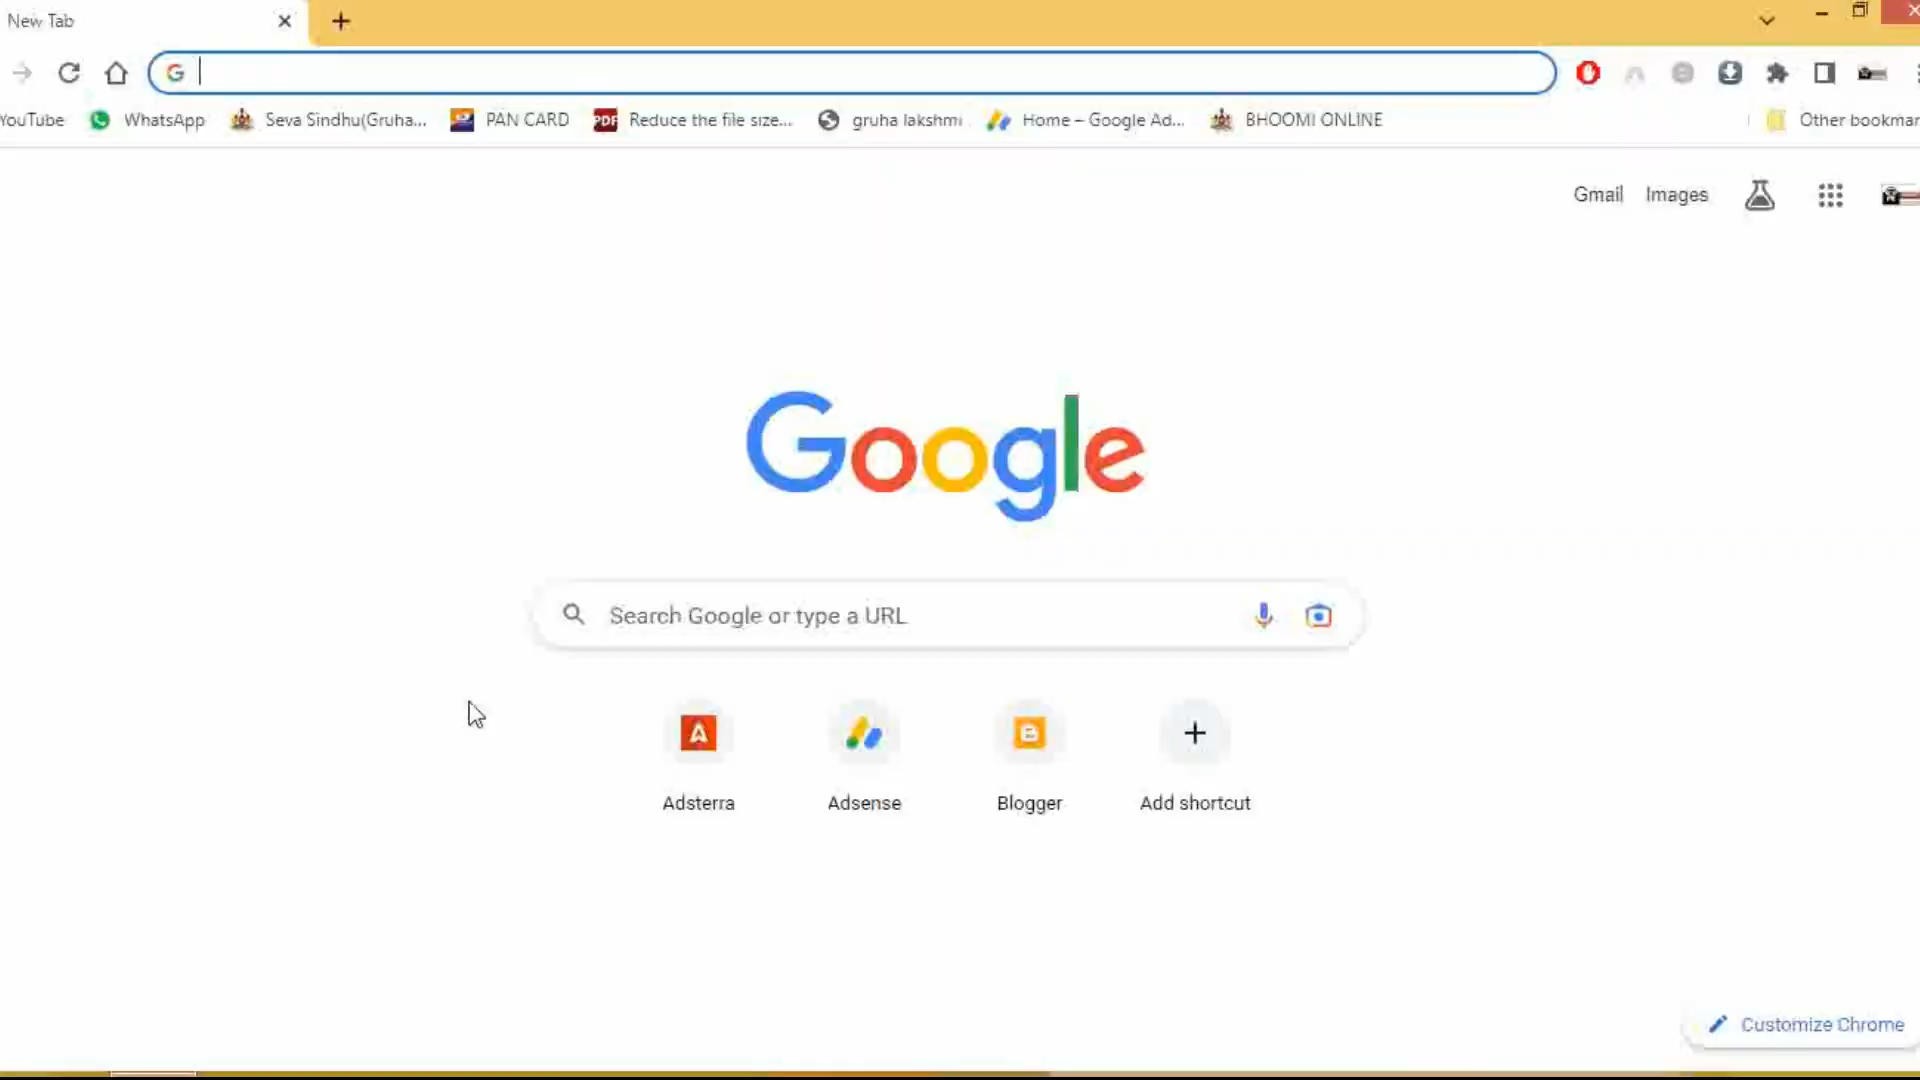 New Tab
YouTube WhatsApp Seva Sindhu(Gruha... PAN CARD PDF Reduce the file size... gruha lakshmi Home – Google Ad... BHOOMI ONLINE Other bookmar
Gmail Images
Google
Search Google or type a URL
Adsterra Adsense Blogger Add shortcut
Customize Chrome